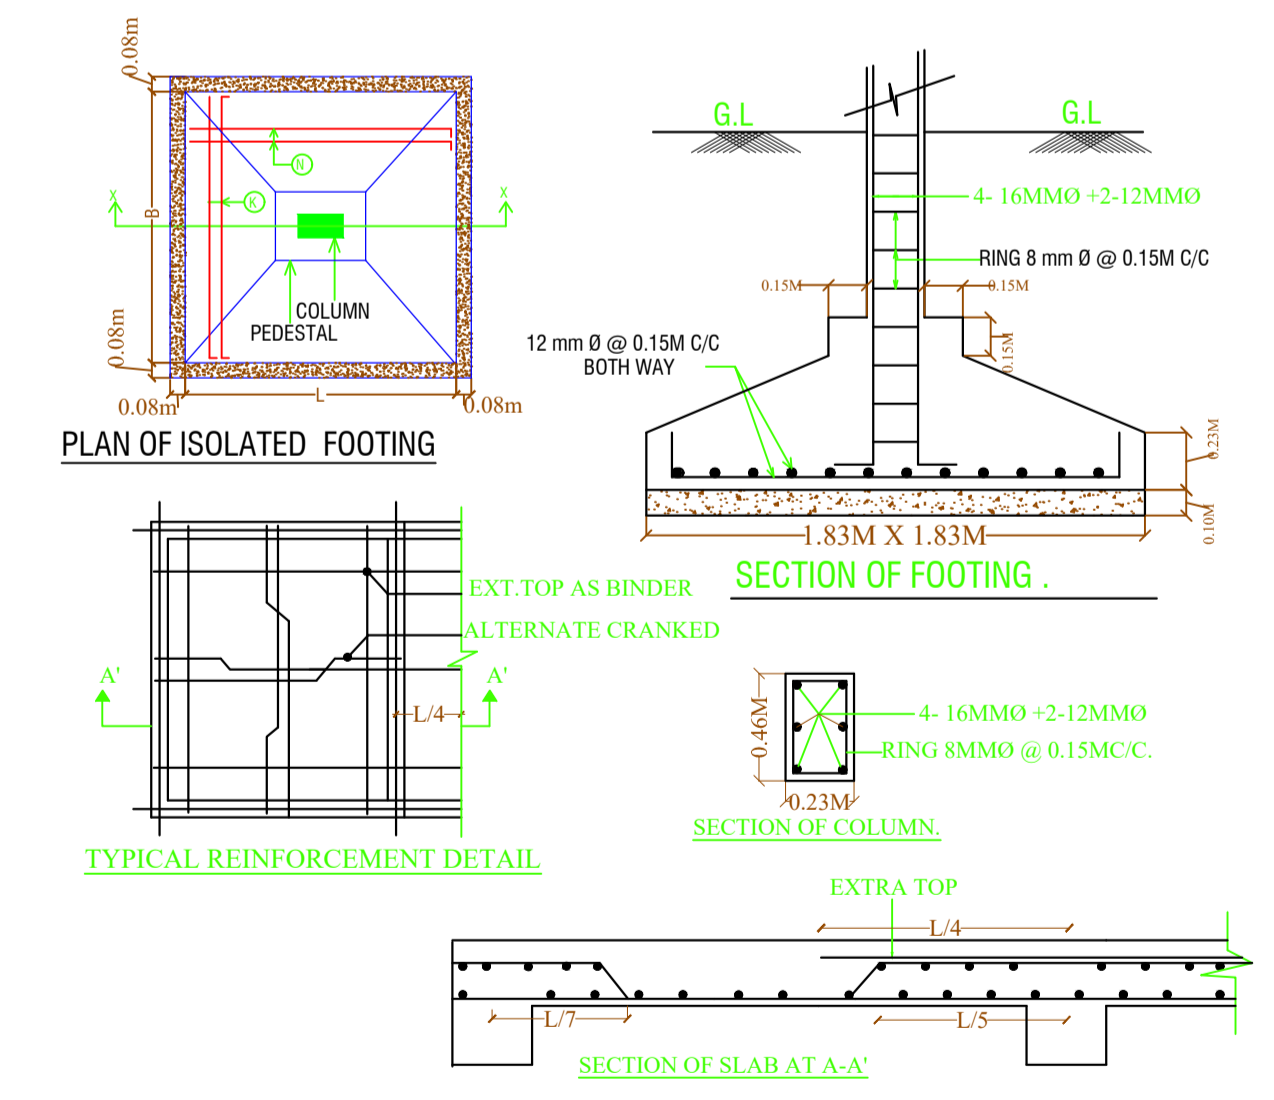 0.08m
X
X
B
N
K
COLUMN
PEDESTAL
0.08m
0.08m
L
0.08m
PLAN OF ISOLATED FOOTING
G.L
G.L
4- 16MMØ +2-12MMØ
RING 8 mm Ø @ 0.15M C/C
0.15M
0.15M
0.15M
12 mm Ø @ 0.15M C/C
BOTH WAY
0.23M
0.10M
1.83M X 1.83M
SECTION OF FOOTING .
EXT.TOP AS BINDER
ALTERNATE CRANKED
A'
A'
L/4
TYPICAL REINFORCEMENT DETAIL
0.46M
4- 16MMØ +2-12MMØ
RING 8MMØ @ 0.15MC/C.
0.23M
SECTION OF COLUMN.
EXTRA TOP
L/4
L/7
L/5
SECTION OF SLAB AT A-A'